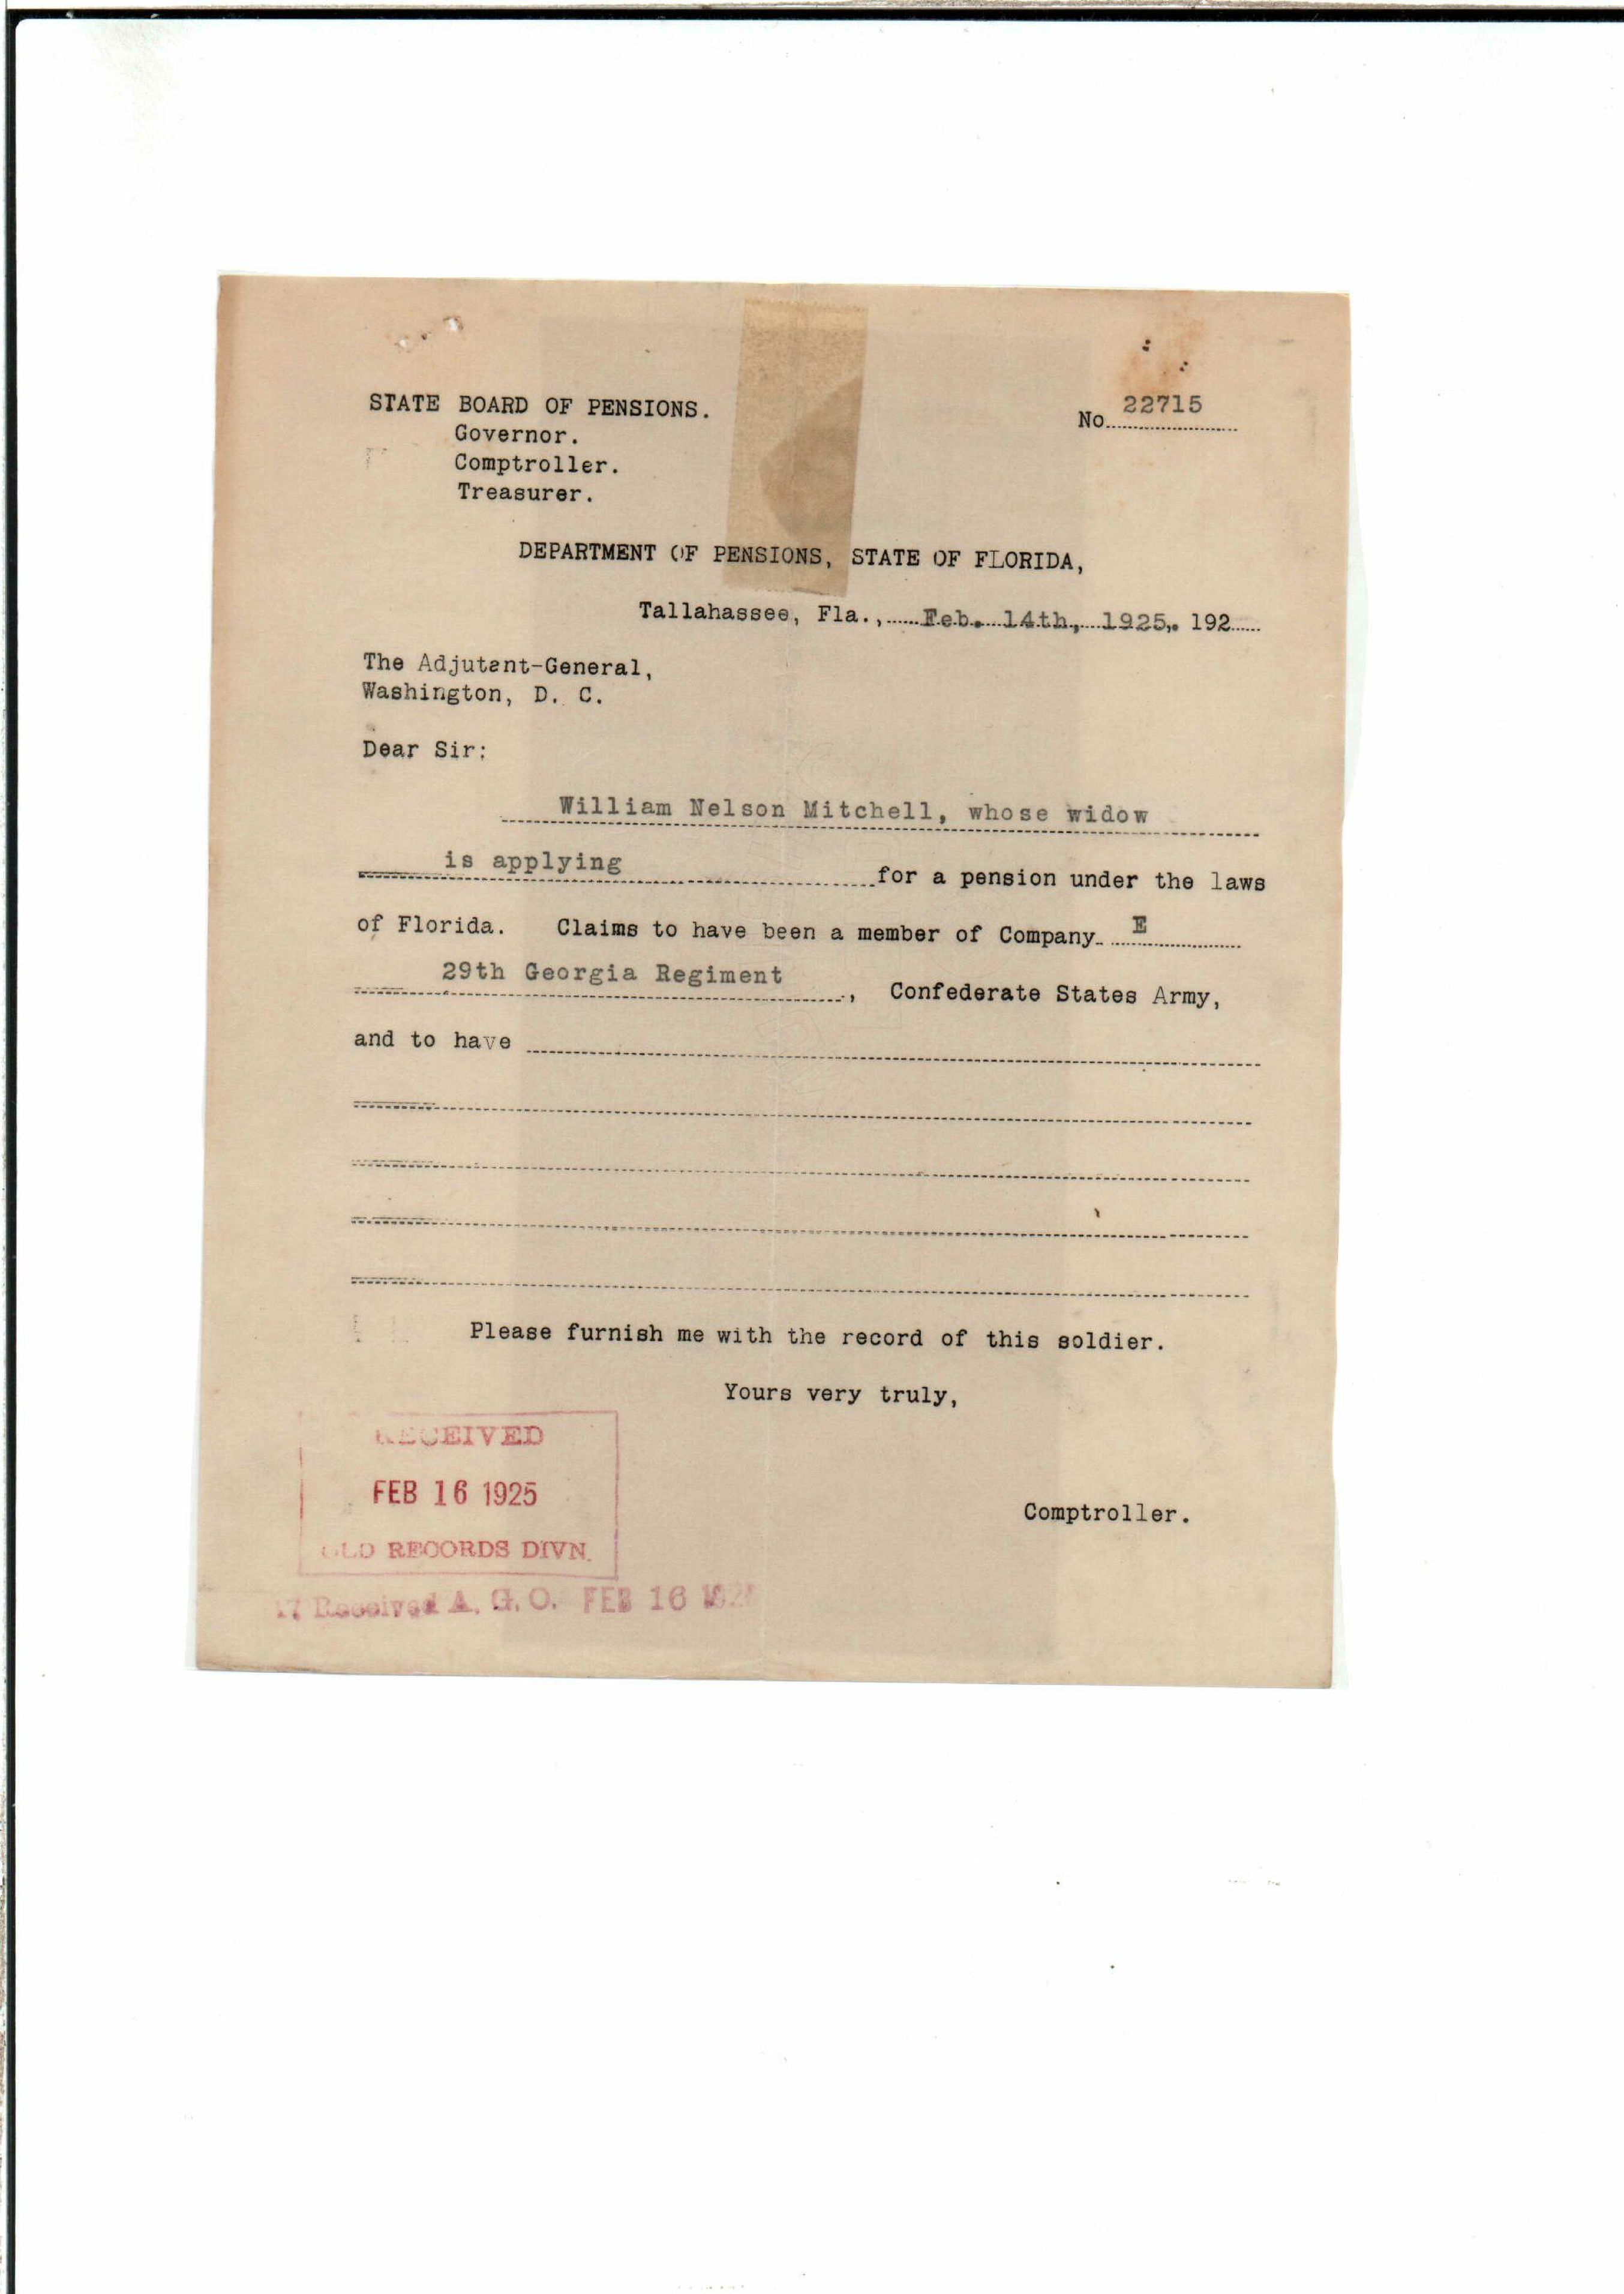 STATE BOARD OF PENSIONS.
Governor.
Comptroller.
Treasurer.
No. 22715
DEPARTMENT OF PENSIONS, STATE OF FLORIDA,
Tallahassee, Fla., Feb. 14th, 1925, 192
The Adjutant-General,
Washington, D. C.
Dear Sir:
William Nelson Mitchell, whose widow
is applying for a pension under the laws
of Florida. Claims to have been a member of Company E
29th Georgia Regiment, Confederate States Army,
and to have
Please furnish me with the record of this soldier.
Yours very truly,
Comptroller.
RECEIVED
FEB 16 1925
OLD RECORDS DIVN.
17 Received A. G. O. FEB 16 1925